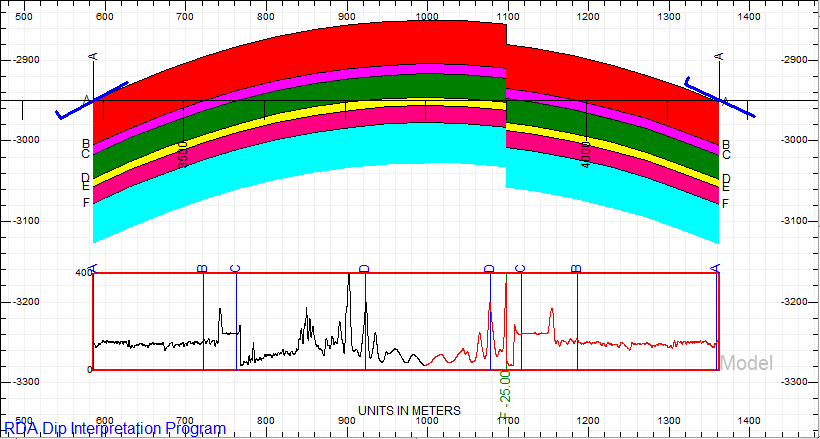 500 600 700 800 900 1000 1100 1200 1300 1400
A A
-2900 -2900
A A
3500 4000
-3000 B B -3000
C C
D D
E E
F F
-3100 -3100
A B C D D C B A
400
-3200 -3200
0
Model
-3300 -3300
F -25.00
UNITS IN METERS
500 600 700 800 900 1000 1100 1200 1300 1400
RDA Dip Interpretation Program